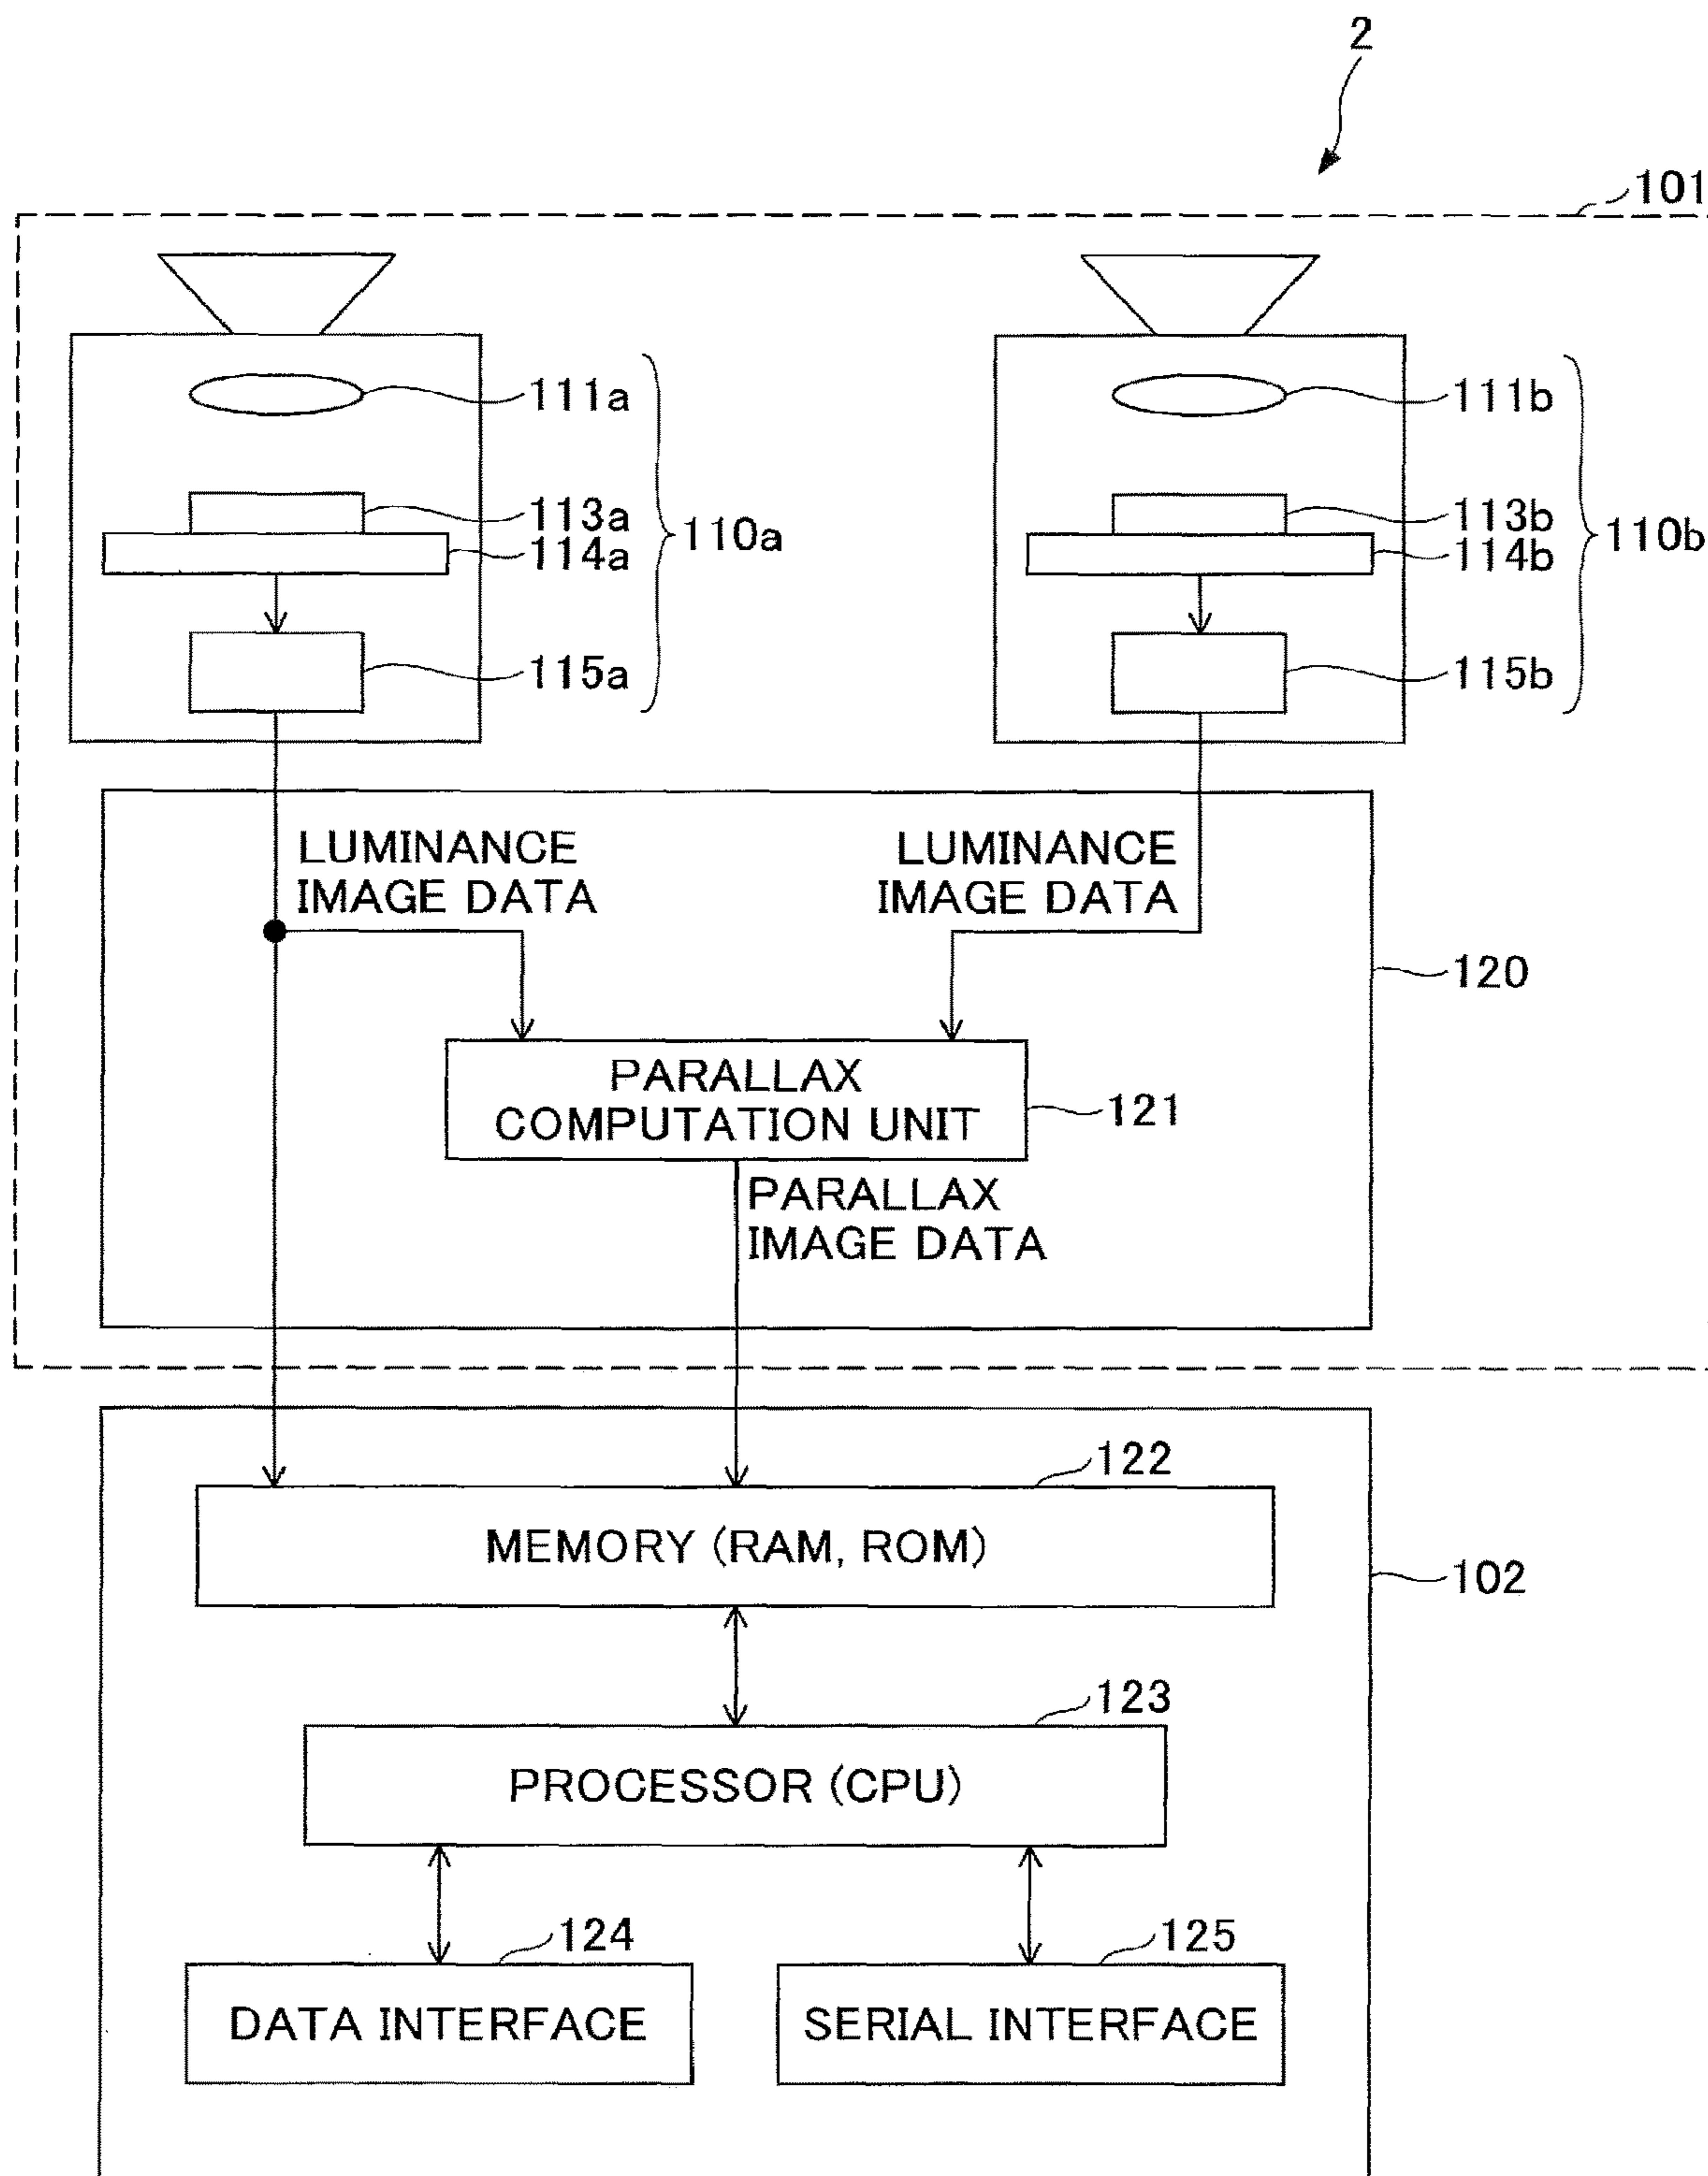 2
101
111a
111b
113a
113b
110a
110b
114a
114b
115a
115b
LUMINANCE
IMAGE DATA
LUMINANCE
IMAGE DATA
120
PARALLAX
COMPUTATION UNIT
121
PARALLAX
IMAGE DATA
122
MEMORY (RAM, ROM)
102
123
PROCESSOR (CPU)
124
125
DATA INTERFACE
SERIAL INTERFACE